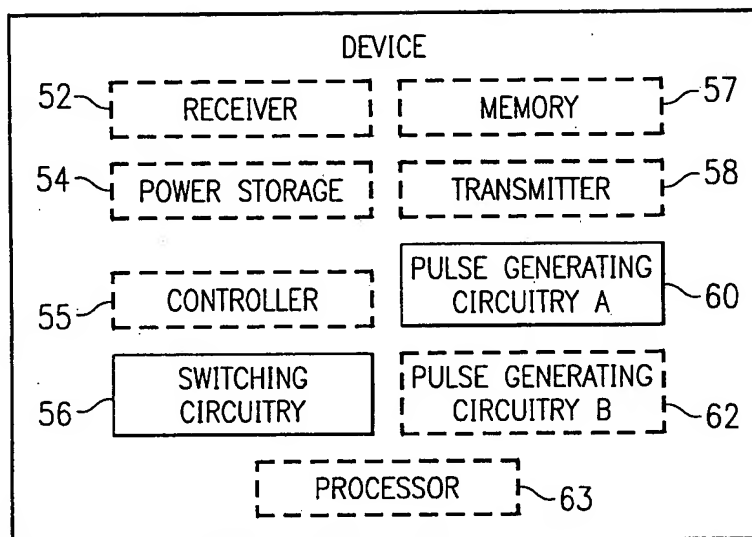 DEVICE
52 RECEIVER
MEMORY 57
54 POWER STORAGE
TRANSMITTER 58
55 CONTROLLER
PULSE GENERATING
CIRCUITRY A 60
56 SWITCHING
CIRCUITRY
PULSE GENERATING
CIRCUITRY B 62
PROCESSOR 63